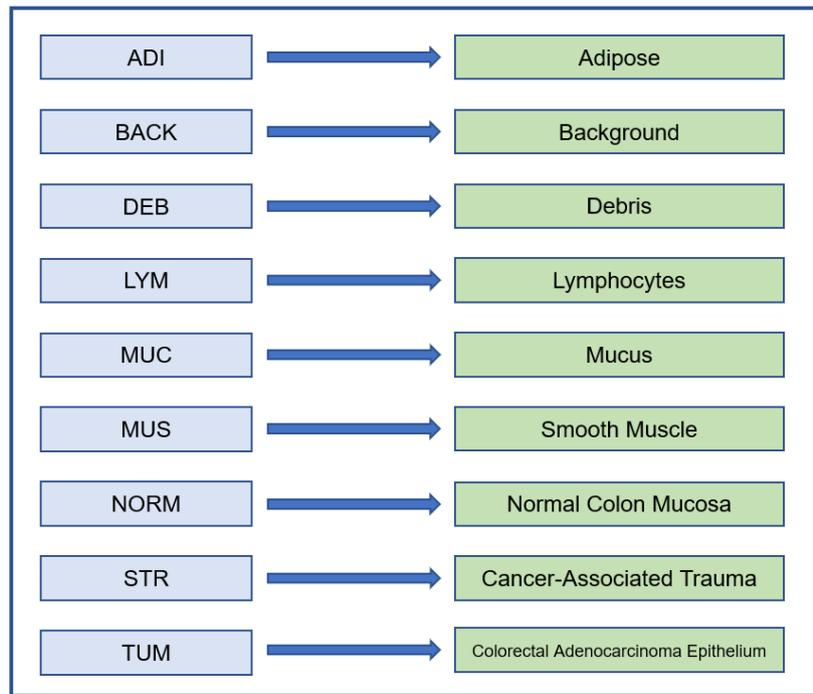 ADI
Adipose
BACK
Background
DEB
Debris
LYM
Lymphocytes
MUC
Mucus
MUS
Smooth Muscle
NORM
Normal Colon Mucosa
STR
Cancer-Associated Trauma
TUM
Colorectal Adenocarcinoma Epithelium